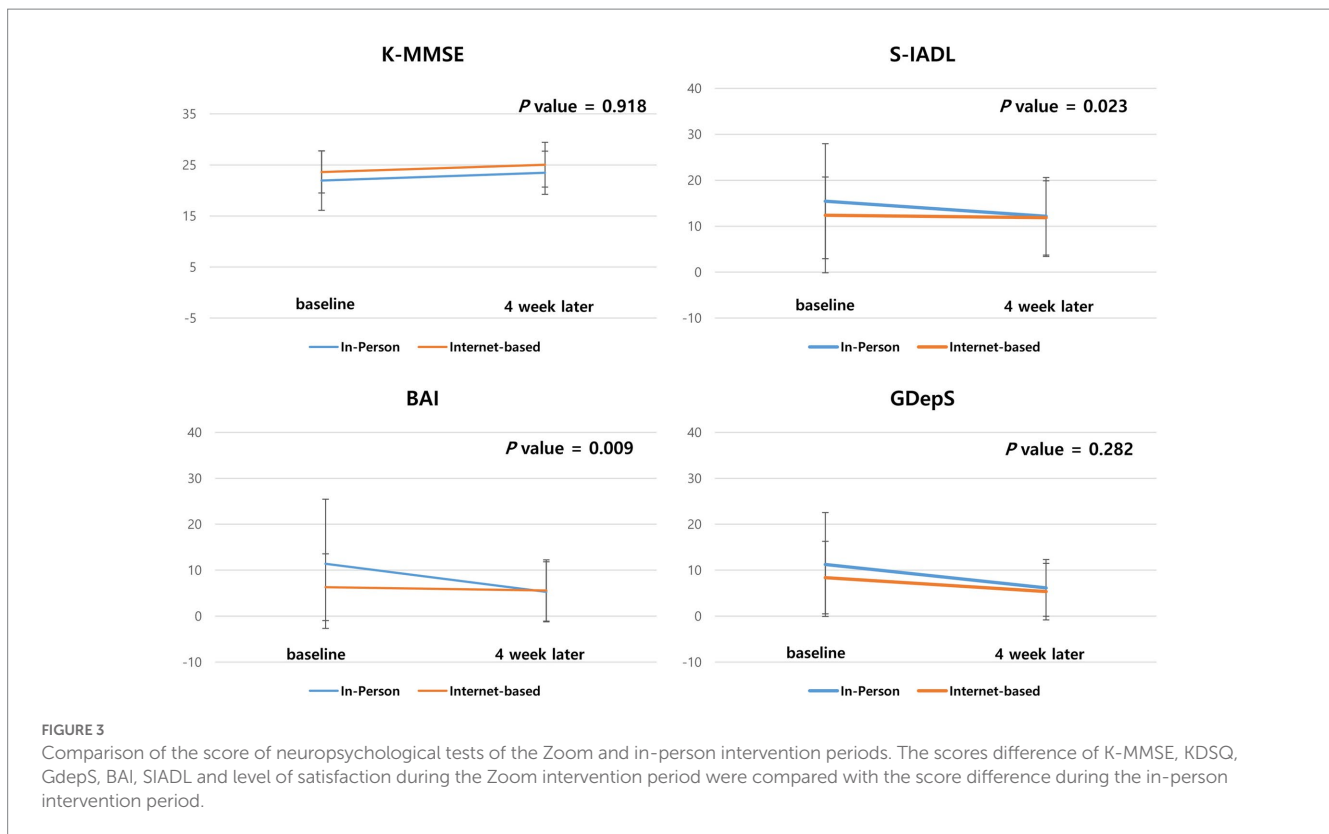 K-MMSE
P value = 0.918
35
25
15
5
-5
baseline
4 week later
In-Person
Internet-based
S-IADL
P value = 0.023
40
30
20
10
0
-10
baseline
4 week later
In-Person
Internet-based
BAI
P value = 0.009
40
30
20
10
0
-10
baseline
4 week later
In-Person
Internet-based
GDepS
P value = 0.282
40
30
20
10
0
-10
baseline
4 week later
In-Person
Internet-based
FIGURE 3
Comparison of the score of neuropsychological tests of the Zoom and in-person intervention periods. The scores difference of K-MMSE, KDSQ,
GdepS, BAI, SIADL and level of satisfaction during the Zoom intervention period were compared with the score difference during the in-person
intervention period.